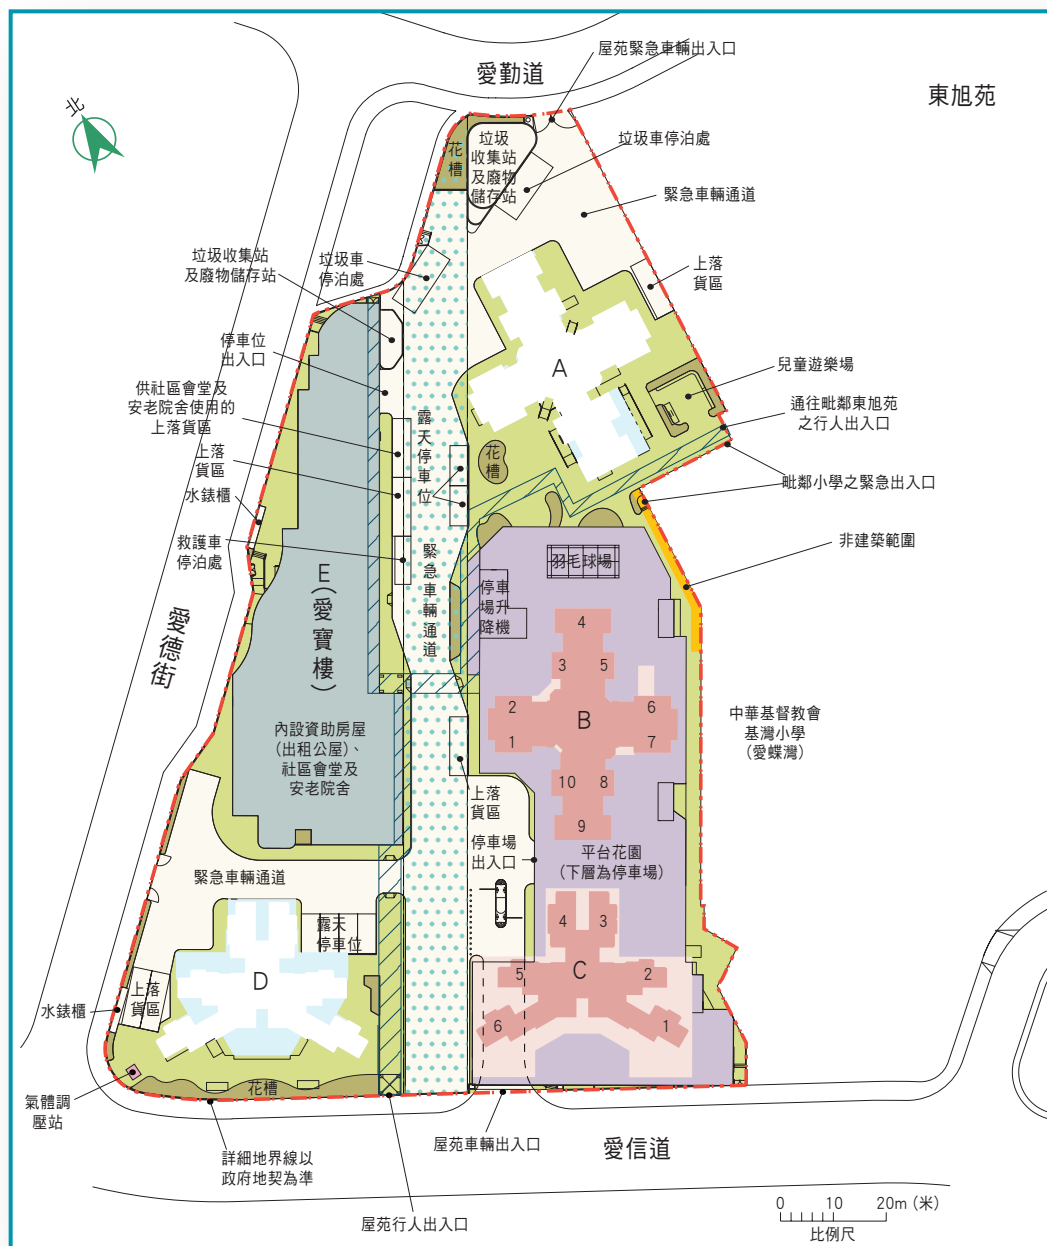 屋苑緊急車輛出入口
愛勤道
東旭苑
北
垃圾
收集站
及廢物
儲存站
花
槽
垃圾車停泊處
緊急車輛通道
垃圾收集站
及廢物儲存站
垃圾車
停泊處
上落
貨區
停車位
出入口
A
兒童遊樂場
供社區會堂及
安老院舍使用的
上落貨區
通往毗鄰東旭苑
之行人出入口
露天停車位
花
槽
上落
貨區
毗鄰小學之緊急出入口
水錶櫃
救護車
停泊處
緊急車輛通道
非建築範圍
羽毛球場
停車
場升
降機
E(愛寶樓)
愛德街
4
3
5
2
6
B
1
7
10
8
9
中華基督教會
基灣小學
(愛蝶灣)
內設資助房屋
(出租公屋)、
社區會堂及
安老院舍
上落
貨區
停車場
出入口
平台花園
(下層為停車場)
緊急車輛通道
露天
停車位
4
3
5
C
2
6
1
D
上落
貨區
水錶櫃
花槽
氣體調
壓站
屋苑車輛出入口
愛信道
詳細地界線以
政府地契為準
屋苑行人出入口
0 10 20m (米)
比例尺